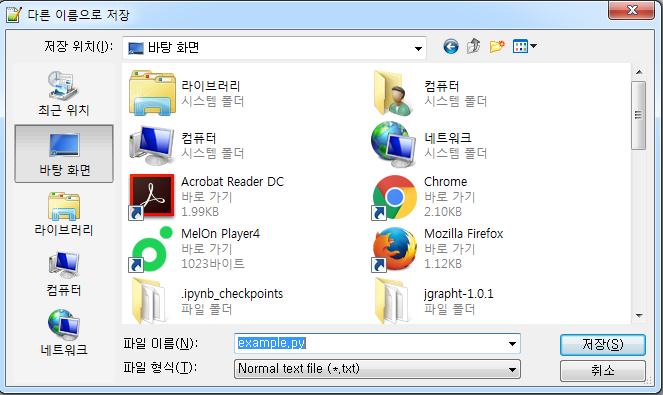 다른 이름으로 저장
저장 위치(I):
바탕 화면
최근 위치
바탕 화면
라이브러리
컴퓨터
네트워크
라이브러리
시스템 폴더
컴퓨터
시스템 폴더
컴퓨터
시스템 폴더
네트워크
시스템 폴더
Acrobat Reader DC
바로 가기
1.99KB
Chrome
바로 가기
2.10KB
MelOn Player4
바로 가기
1023바이트
Mozilla Firefox
바로 가기
1.12KB
.ipynb_checkpoints
파일 폴더
jgrapht-1.0.1
파일 폴더
파일 이름(N):
example.py
저장(S)
파일 형식(T):
Normal text file (*.txt)
취소